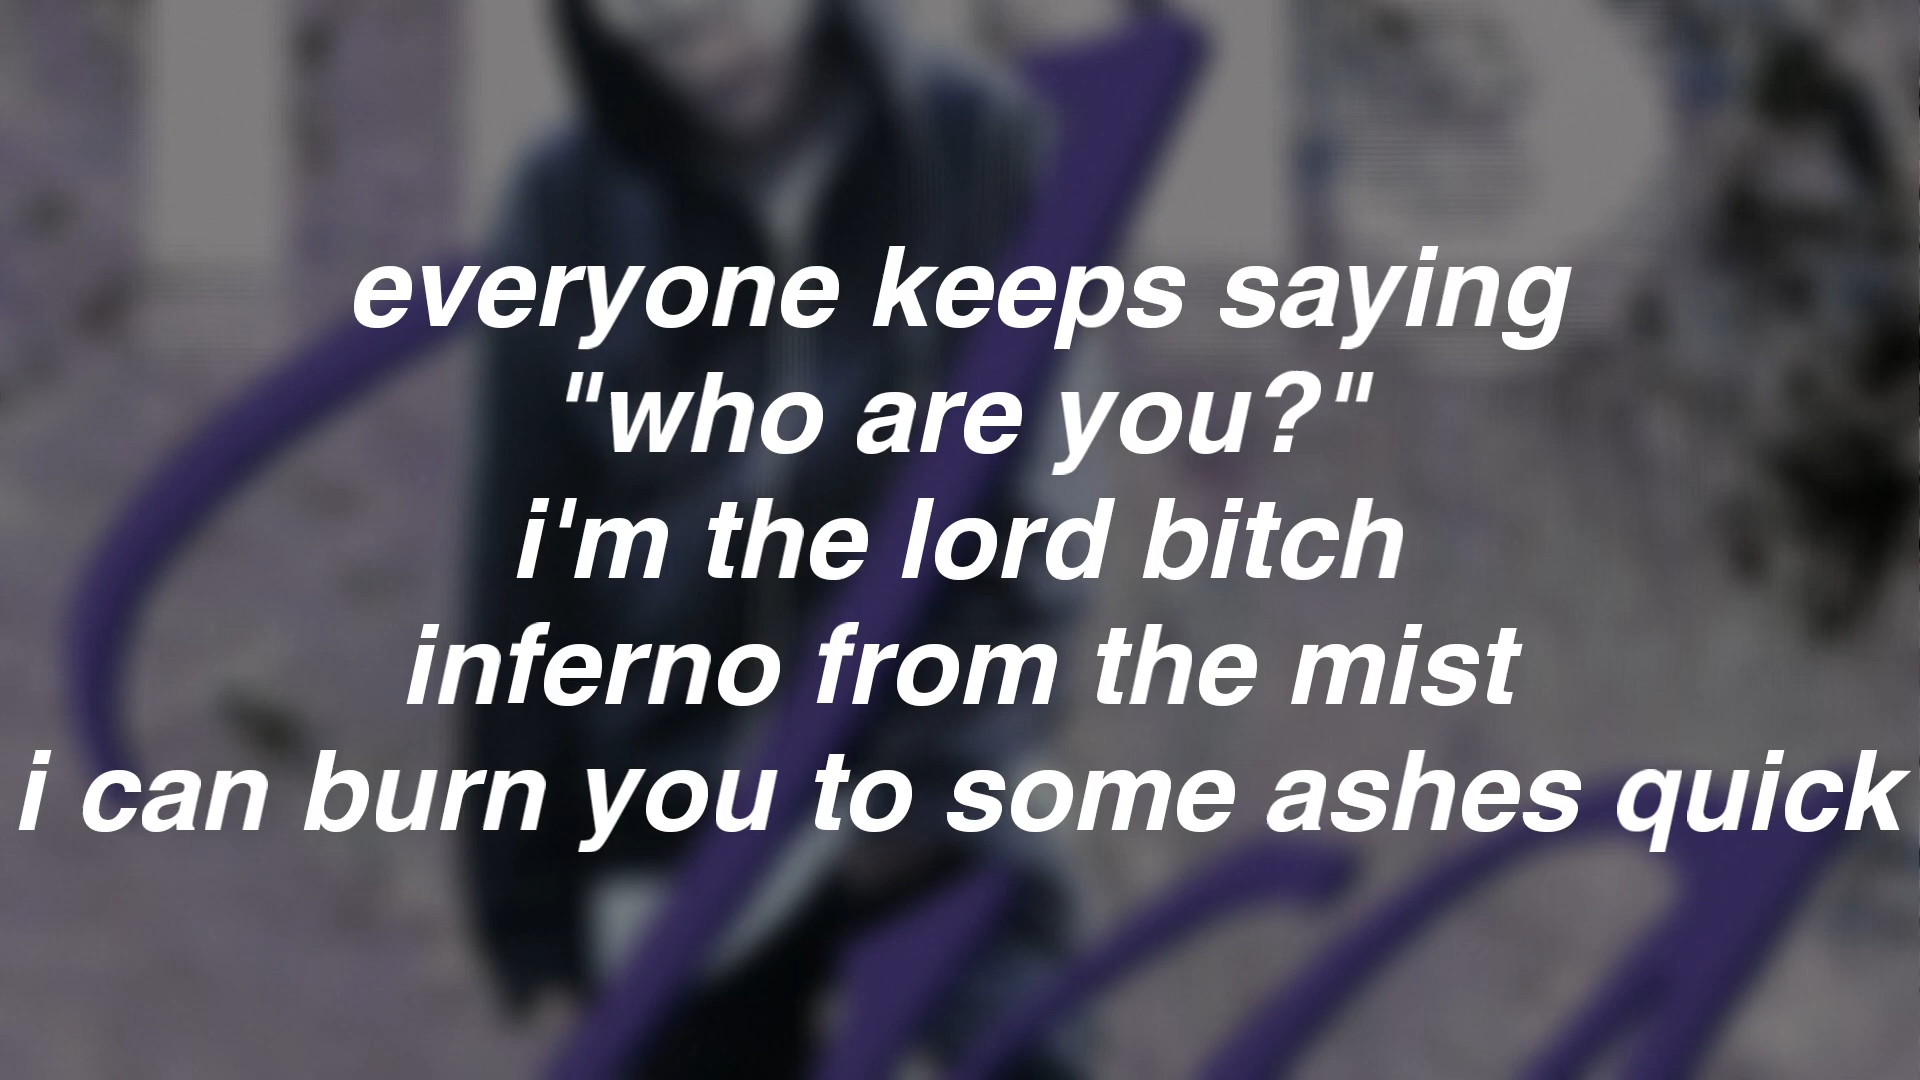 everyone keeps saying
"who are you?"
i'm the lord bitch
inferno from the mist
i can burn you to some ashes quick